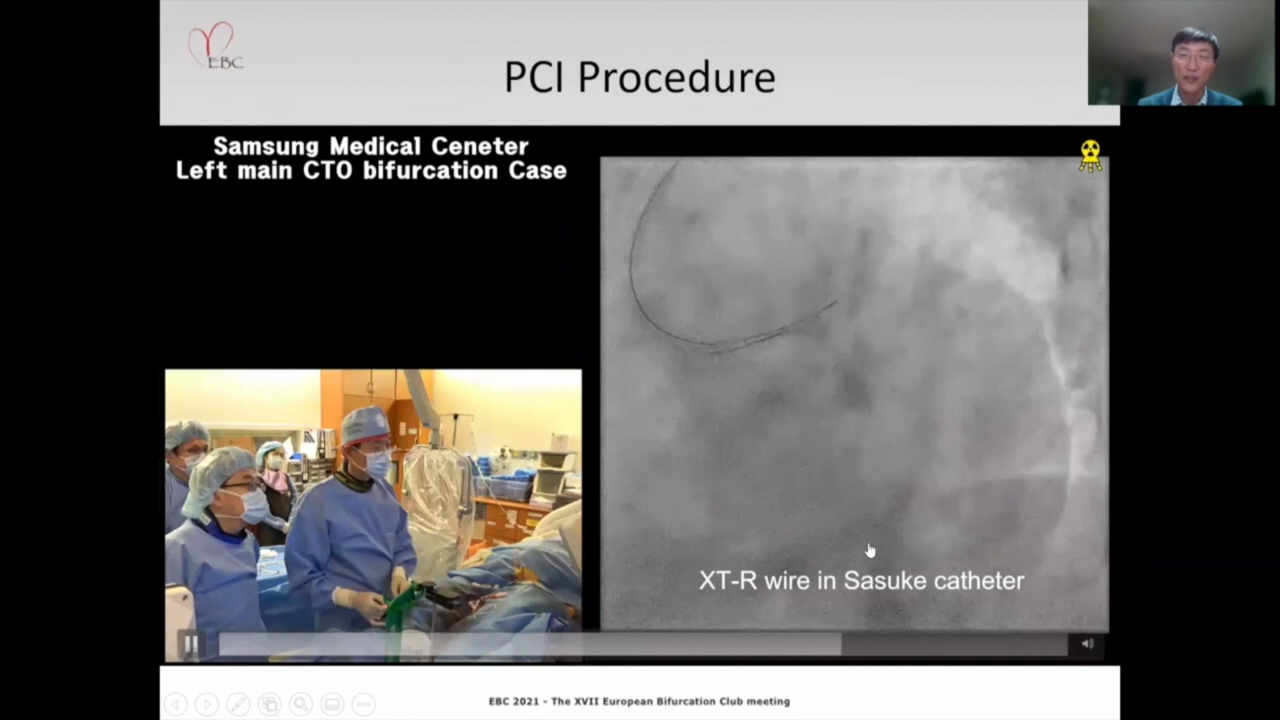 EBC
PCI Procedure
Samsung Medical Ceneter
Left main CTO bifurcation Case
XT-R wire in Sasuke catheter
EBC 2021 - The XVII European Bifurcation Club meeting